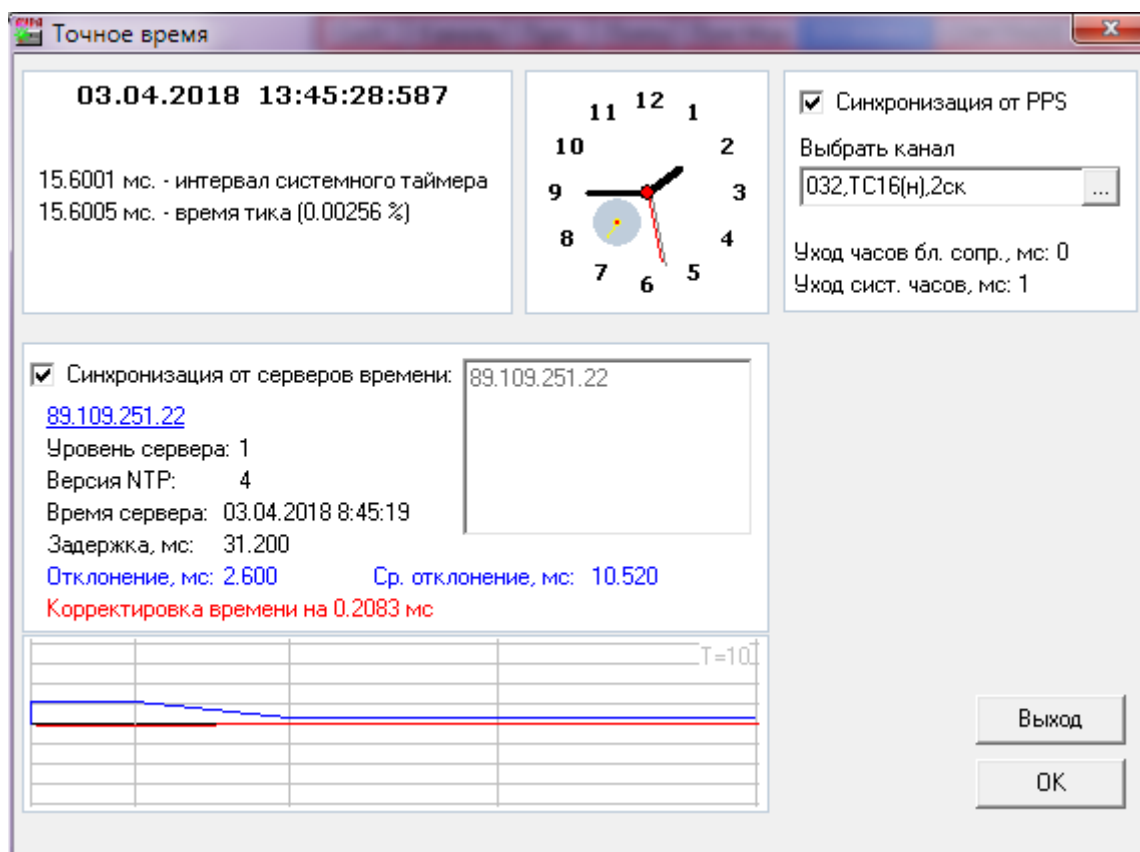 Точное время
03.04.2018 13:45:28:587
15.6001 мс. - интервал системного таймера
15.6005 мс. - время тика (0.00256 %)
12
11
1
10
2
9
3
8
4
7
5
6
Синхронизация от PPS
Выбрать канал
032,ТС16(н),2ск
...
Уход часов бл. сопр., мс: 0
Уход сист. часов, мс: 1
Синхронизация от серверов времени:
89.109.251.22
89.109.251.22
Уровень сервера: 1
Версия NTP: 4
Время сервера: 03.04.2018 8:45:19
Задержка, мс: 31.200
Отклонение, мс: 2.600 Ср. отклонение, мс: 10.520
Корректировка времени на 0.2083 мс
T=10
Выход
OK